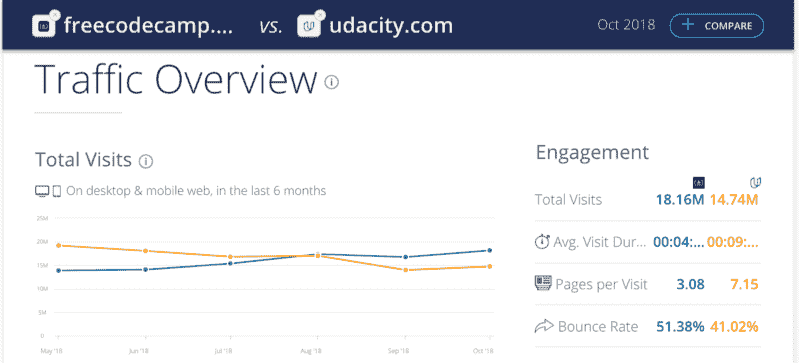 freecodecamp.... vs. udacity.com Oct 2018 + COMPARE
Traffic Overview
Total Visits
On desktop & mobile web, in the last 6 months
25M
20M
15M
10M
5M
0
May '18 Jun '18 Jul '18 Aug '18 Sep '18 Oct '18
Engagement
Total Visits 18.16M 14.74M
Avg. Visit Dur... 00:04:... 00:09:...
Pages per Visit 3.08 7.15
Bounce Rate 51.38% 41.02%